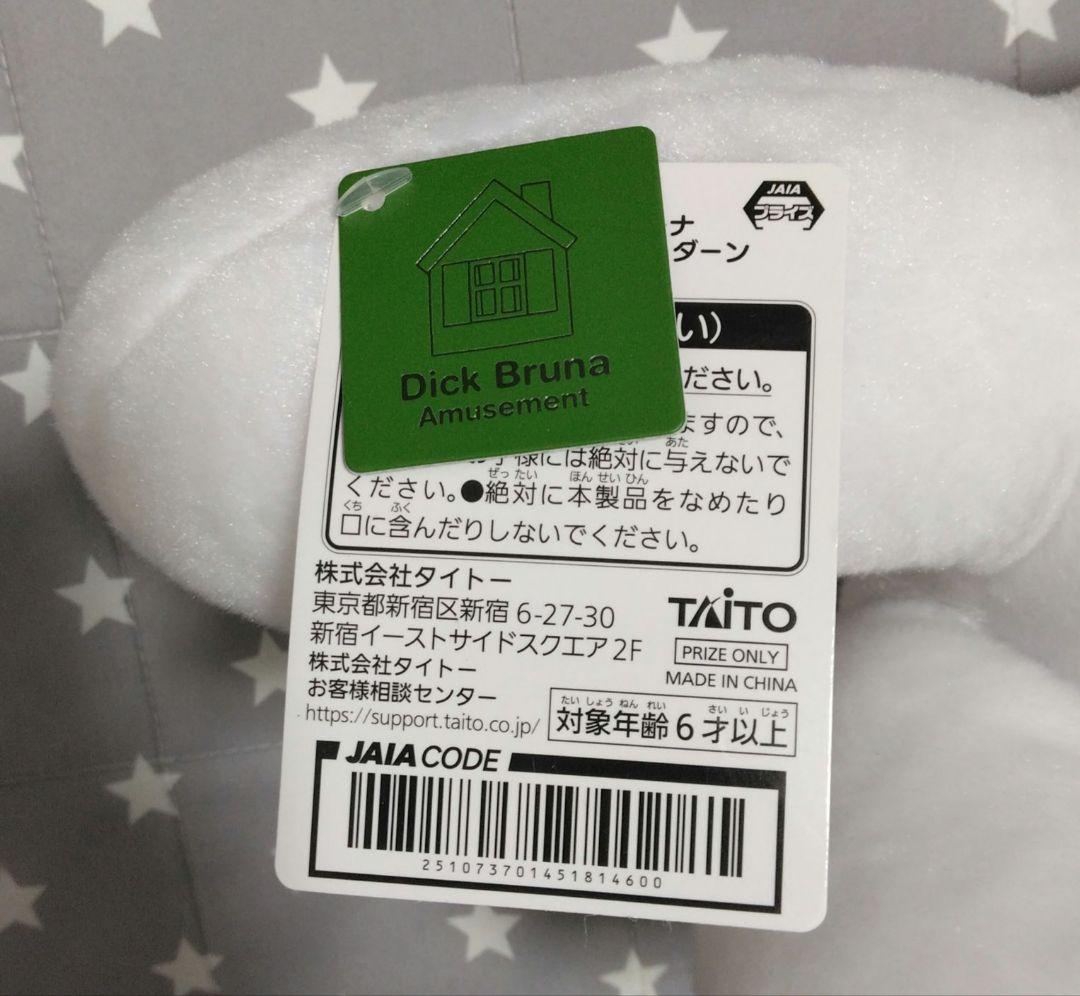 JAIA
プライズ
ナ
ダーン
Dick Bruna
Amusement
い）
ださい。
ますので、
お子様には絶対に与えないで
ください。●絶対に本製品をなめたり
口に含んだりしないでください。
株式会社タイトー
東京都新宿区新宿6-27-30
新宿イーストサイドスクエア2F
株式会社タイトー
お客様相談センター
https://support.taito.co.jp/
TAiTO
PRIZE ONLY
MADE IN CHINA
対象年齢6才以上
JAIA CODE
251073701451814600